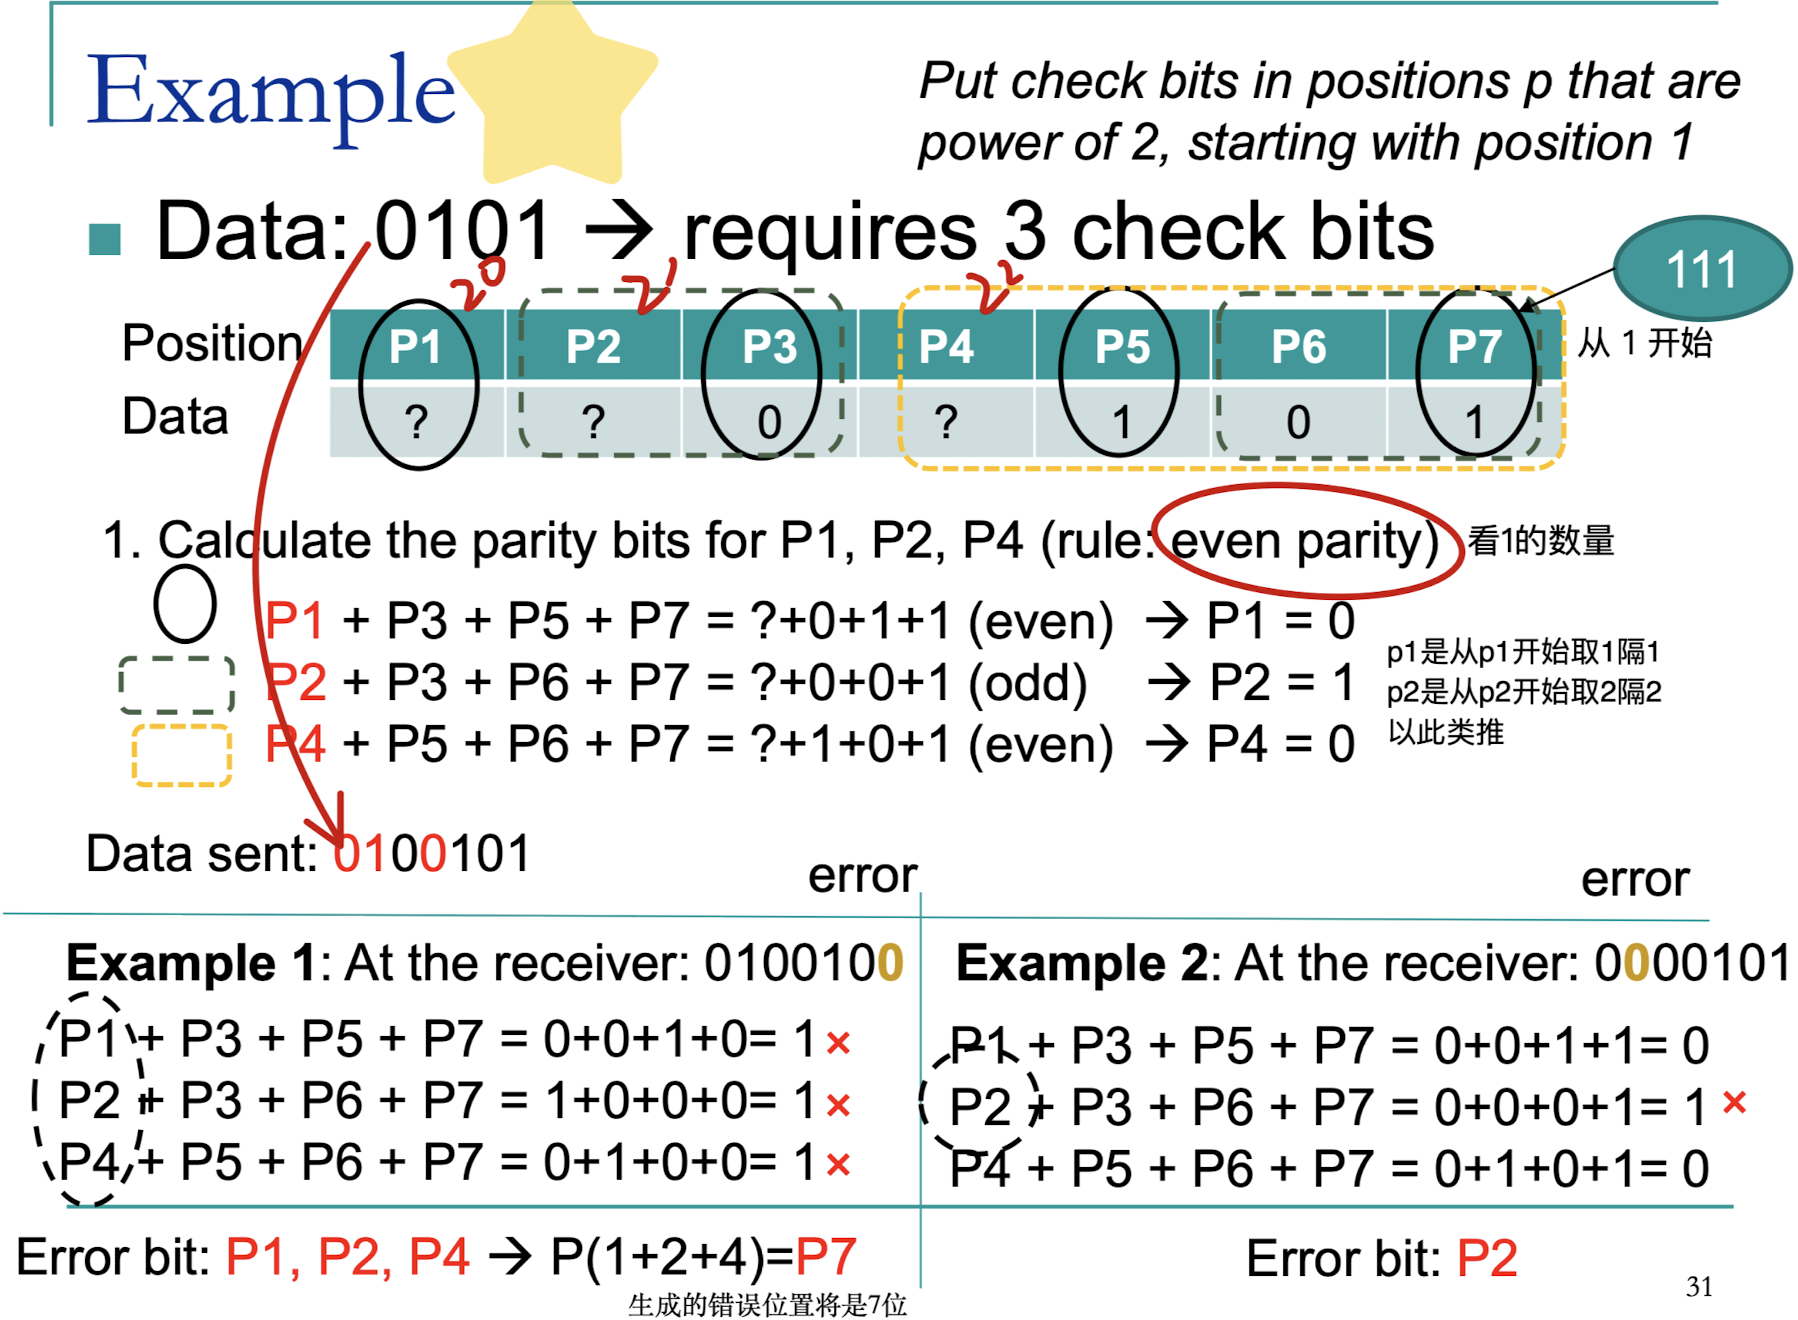 Example
Put check bits in positions p that are
power of 2, starting with position 1
Data: 0101 → requires 3 check bits
2⁰ 2¹ 2²
111
Position P1 P2 P3 P4 P5 P6 P7
从 1 开始
Data ? ? 0 ? 1 0 1
1. Calculate the parity bits for P1, P2, P4 (rule: even parity)
看1的数量
P1 + P3 + P5 + P7 = ?+0+1+1 (even) → P1 = 0
P2 + P3 + P6 + P7 = ?+0+0+1 (odd) → P2 = 1
P4 + P5 + P6 + P7 = ?+1+0+1 (even) → P4 = 0
p1是从p1开始取1隔1
p2是从p2开始取2隔2
以此类推
Data sent: 0100101
error
Example 1: At the receiver: 0100100
P1 + P3 + P5 + P7 = 0+0+1+0= 1 ×
P2 + P3 + P6 + P7 = 1+0+0+0= 1 ×
P4 + P5 + P6 + P7 = 0+1+0+0= 1 ×
Error bit: P1, P2, P4 → P(1+2+4)=P7
生成的错误位置将是7位
error
Example 2: At the receiver: 0000101
P1 + P3 + P5 + P7 = 0+0+1+1= 0
P2 + P3 + P6 + P7 = 0+0+0+1= 1 ×
P4 + P5 + P6 + P7 = 0+1+0+1= 0
Error bit: P2
31